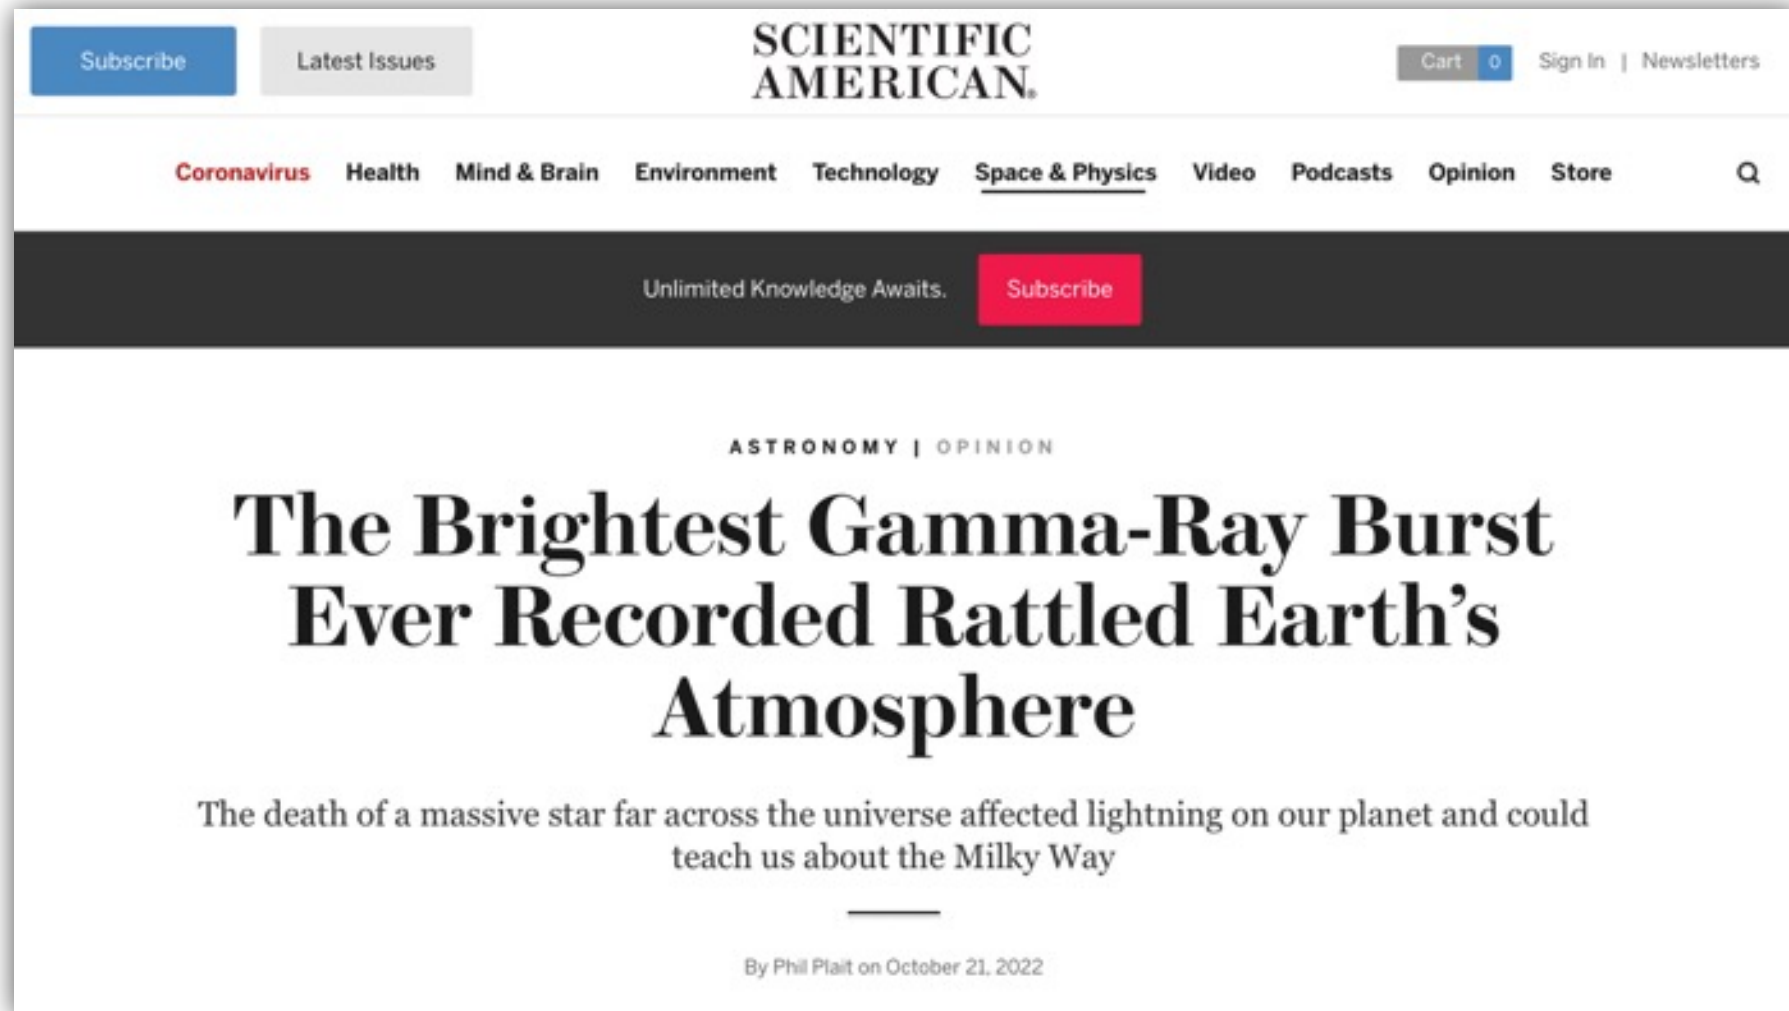 Subscribe
Latest Issues
SCIENTIFIC
AMERICAN®
Cart 0
Sign In | Newsletters
Coronavirus Health Mind & Brain Environment Technology Space & Physics Video Podcasts Opinion Store
Unlimited Knowledge Awaits.
Subscribe
ASTRONOMY | OPINION
The Brightest Gamma-Ray Burst
Ever Recorded Rattled Earth’s
Atmosphere
The death of a massive star far across the universe affected lightning on our planet and could
teach us about the Milky Way
By Phil Plait on October 21, 2022